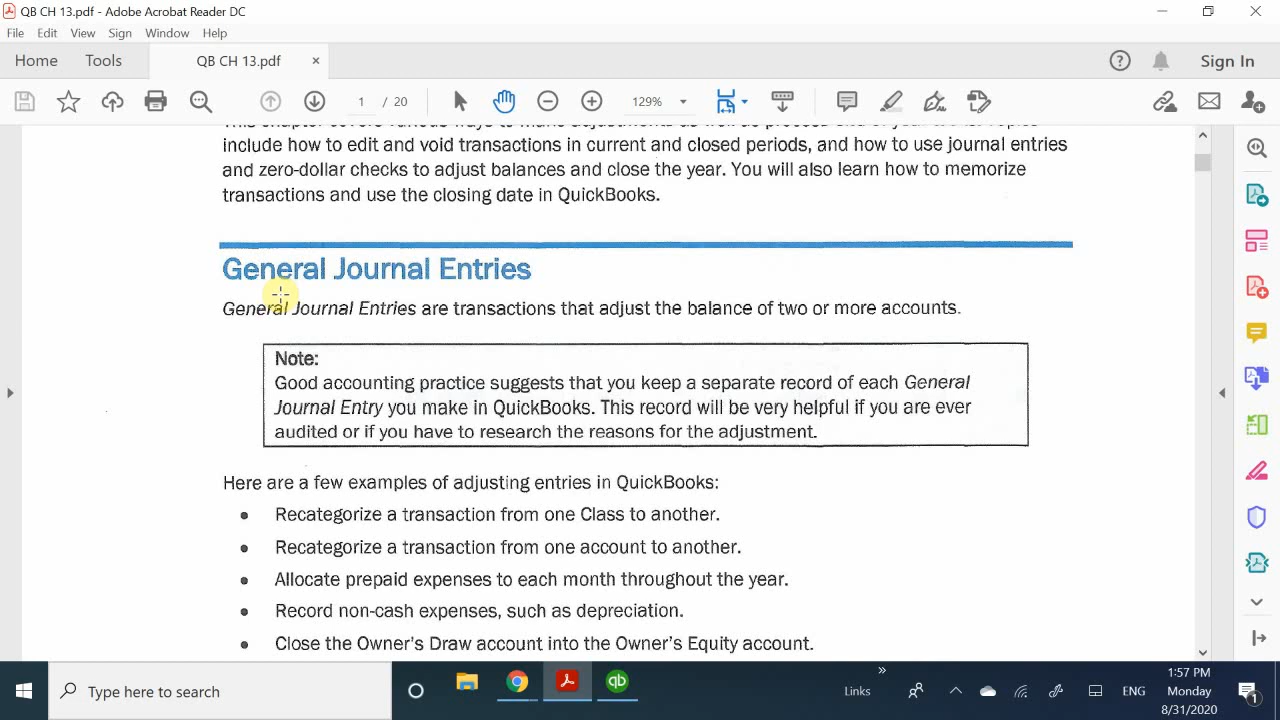 QB CH 13.pdf - Adobe Acrobat Reader DC
File Edit View Sign Window Help
Home Tools QB CH 13.pdf × Sign In
1 / 20 129%
include how to edit and void transactions in current and closed periods, and how to use journal entries
and zero-dollar checks to adjust balances and close the year. You will also learn how to memorize
transactions and use the closing date in QuickBooks.
General Journal Entries
General Journal Entries are transactions that adjust the balance of two or more accounts.
Note:
Good accounting practice suggests that you keep a separate record of each General
Journal Entry you make in QuickBooks. This record will be very helpful if you are ever
audited or if you have to research the reasons for the adjustment.
Here are a few examples of adjusting entries in QuickBooks:
• Recategorize a transaction from one Class to another.
• Recategorize a transaction from one account to another.
• Allocate prepaid expenses to each month throughout the year.
• Record non-cash expenses, such as depreciation.
• Close the Owner's Draw account into the Owner's Equity account.
Type here to search
qb
Links
ENG
1:57 PM
Monday
8/31/2020
1